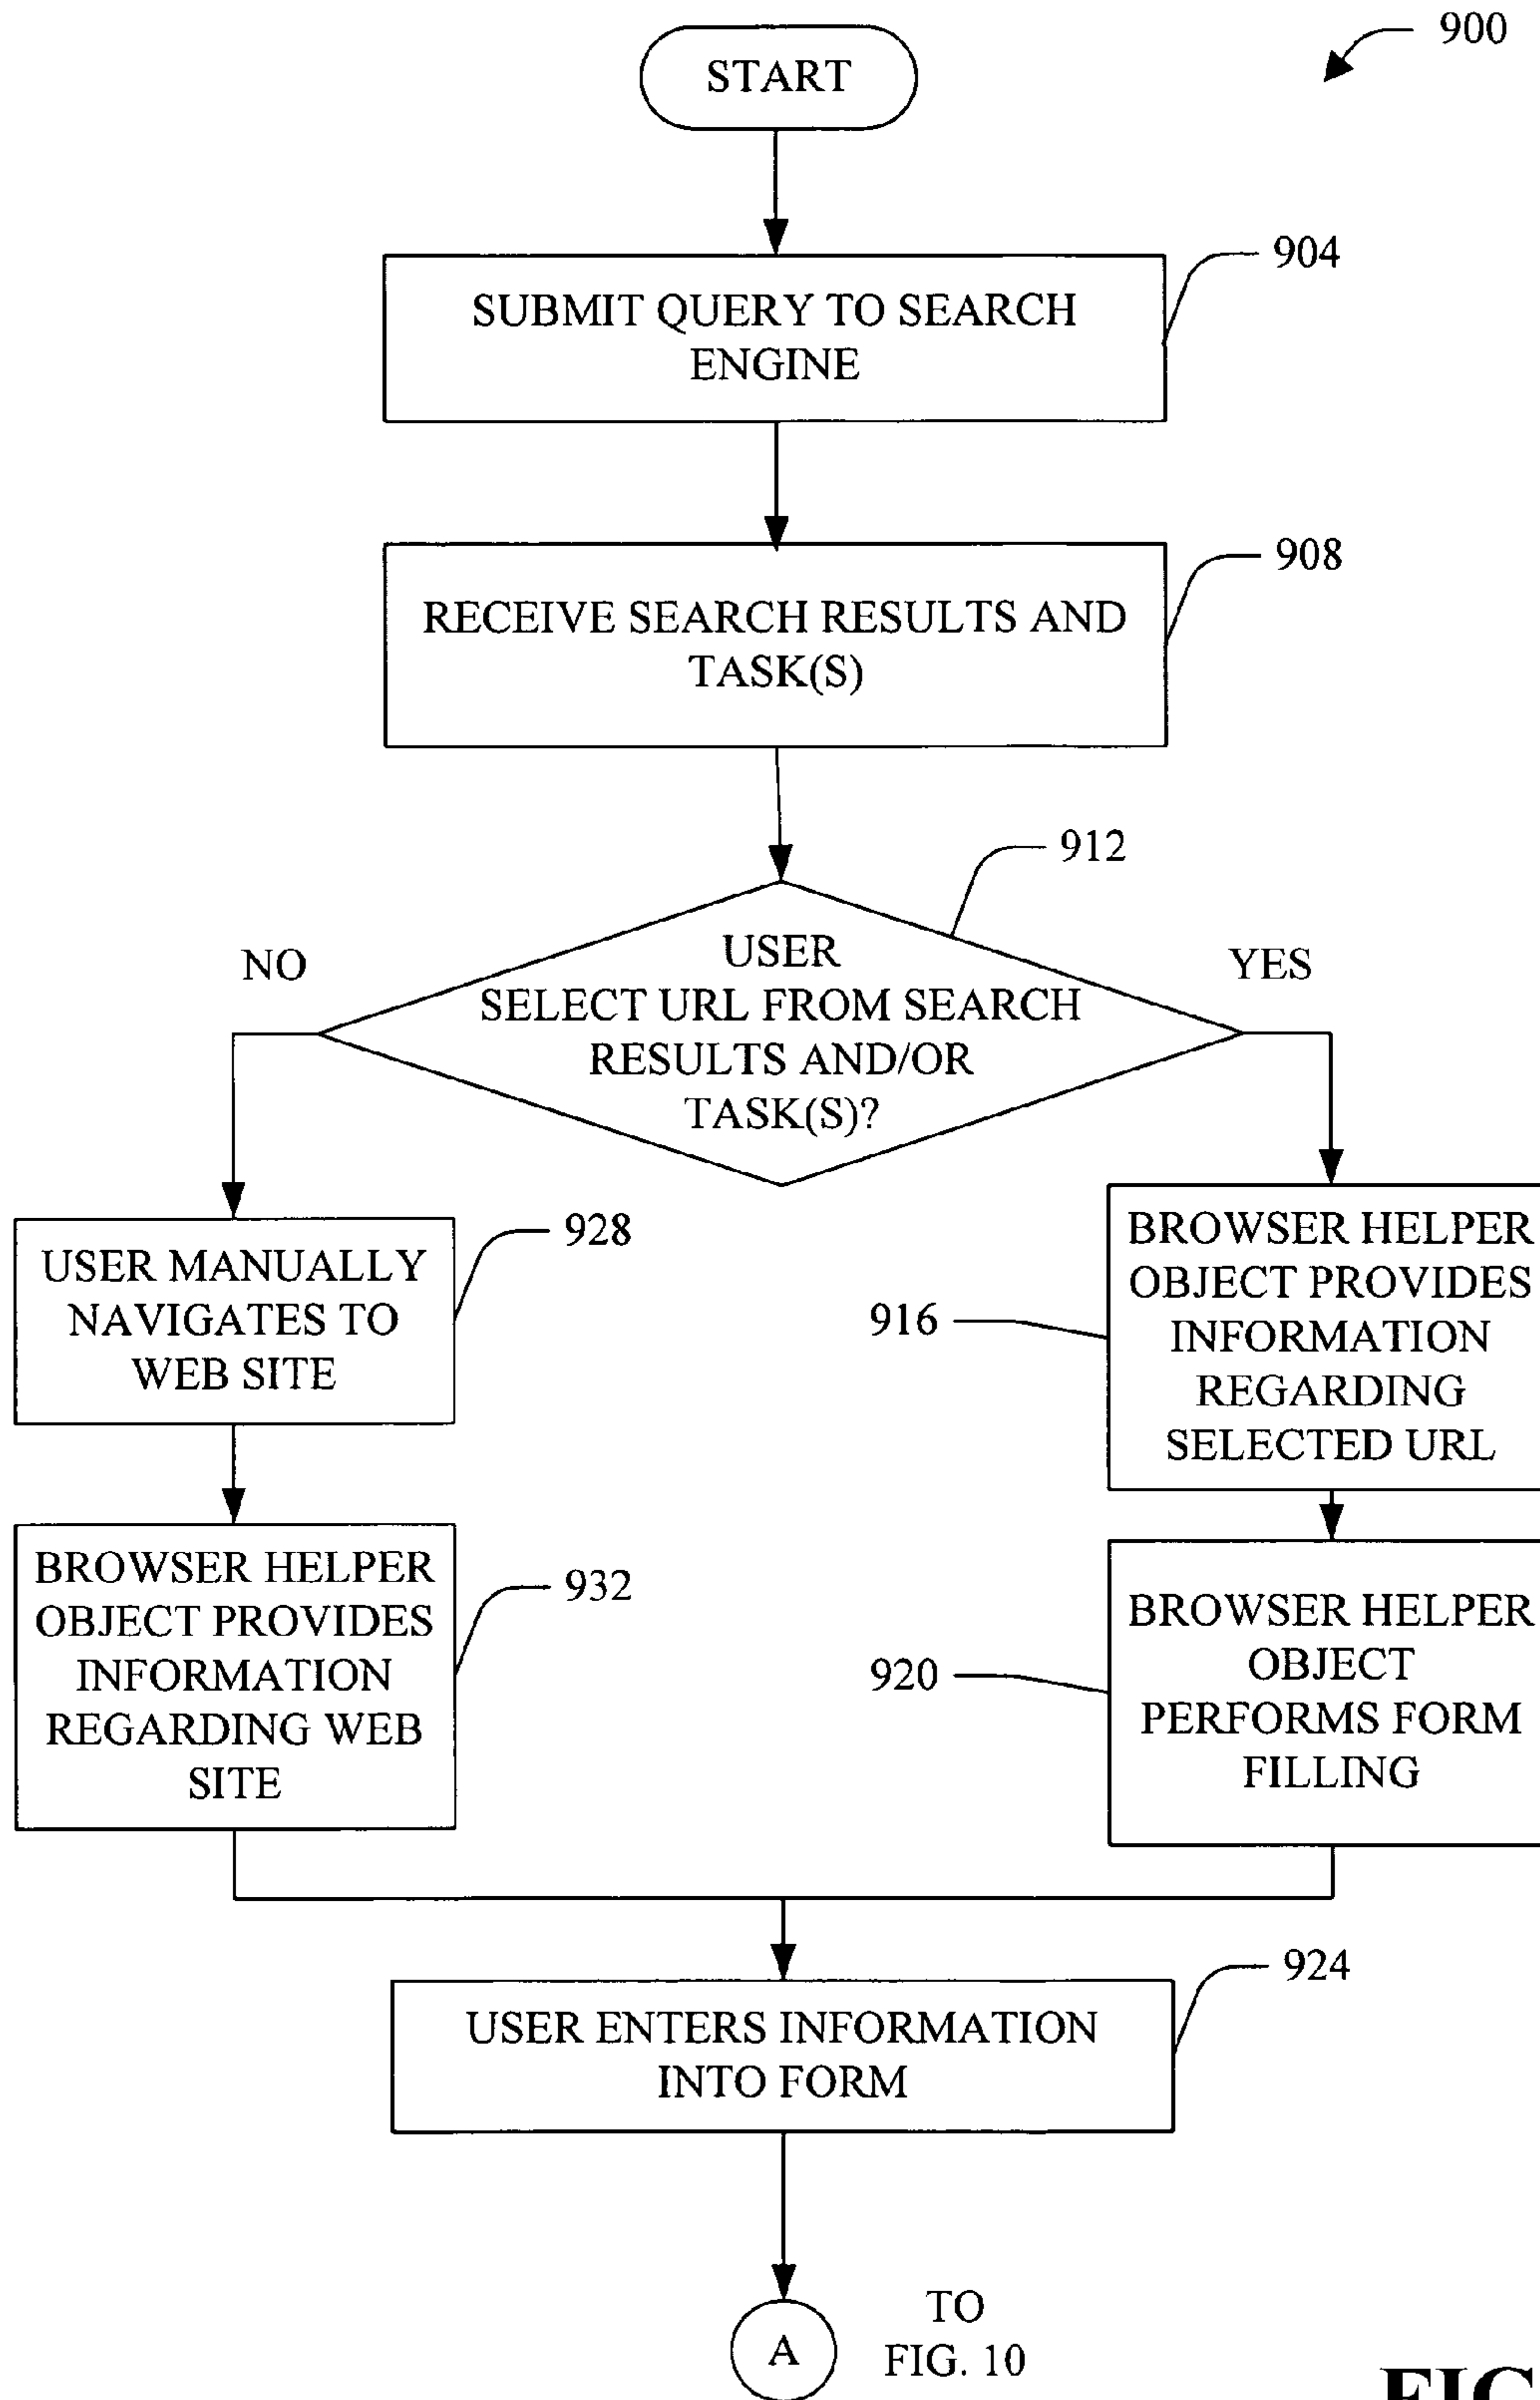 900
START
904
SUBMIT QUERY TO SEARCH
ENGINE
908
RECEIVE SEARCH RESULTS AND
TASK(S)
912
NO
YES
USER
SELECT URL FROM SEARCH
RESULTS AND/OR
TASK(S)?
928
USER MANUALLY
NAVIGATES TO
WEB SITE
916
BROWSER HELPER
OBJECT PROVIDES
INFORMATION
REGARDING
SELECTED URL
932
BROWSER HELPER
OBJECT PROVIDES
INFORMATION
REGARDING WEB
SITE
920
BROWSER HELPER
OBJECT
PERFORMS FORM
FILLING
924
USER ENTERS INFORMATION
INTO FORM
A
TO
FIG. 10